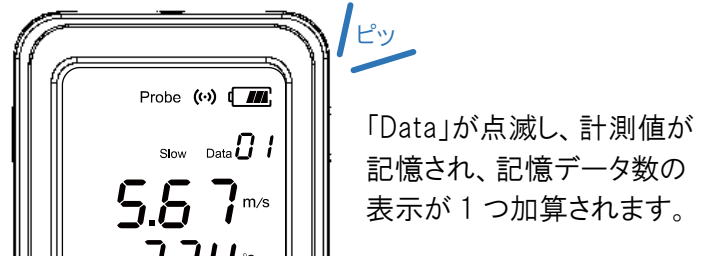 ピッ
Probe
Slow Data 01
5.67 m/s
「Data」が点滅し、計測値が
記憶され、記憶データ数の
表示が1つ加算されます。